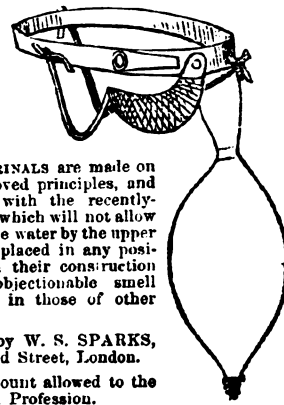 RINALS are made on
oved principles, and
with the recently-
which will not allow
e water by the upper
placed in any posi-
their construction
objectionable smell
in those of other
by W. S. SPARKS,
d Street, London.
ount allowed to the
Profession.